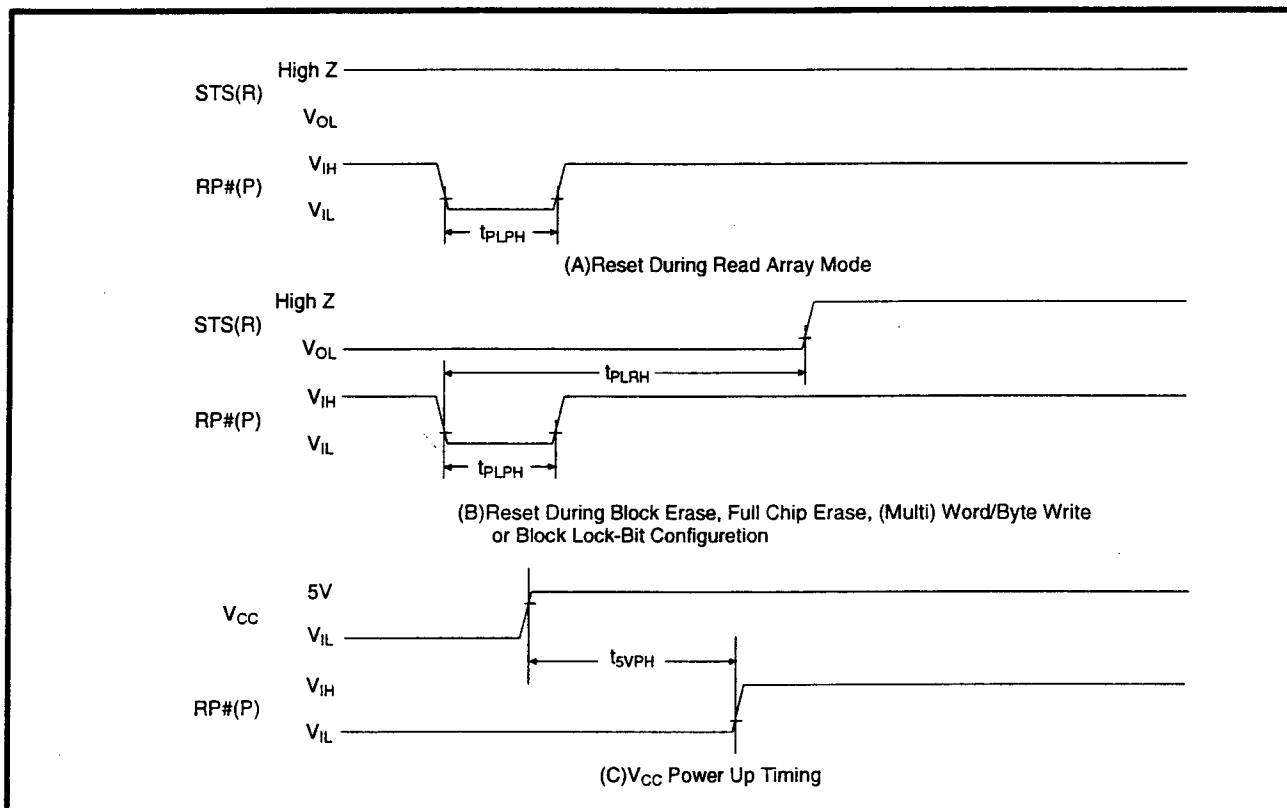 High Z
STS(R)
VOL
VIH
RP#(P)
VIL
tPLPH
(A)Reset During Read Array Mode
High Z
STS(R)
VOL
tPLRH
VIH
RP#(P)
VIL
tPLPH
(B)Reset During Block Erase, Full Chip Erase, (Multi) Word/Byte Write
or Block Lock-Bit Configuretion
5V
VCC
VIL
t5VPH
VIH
RP#(P)
VIL
(C)VCC Power Up Timing